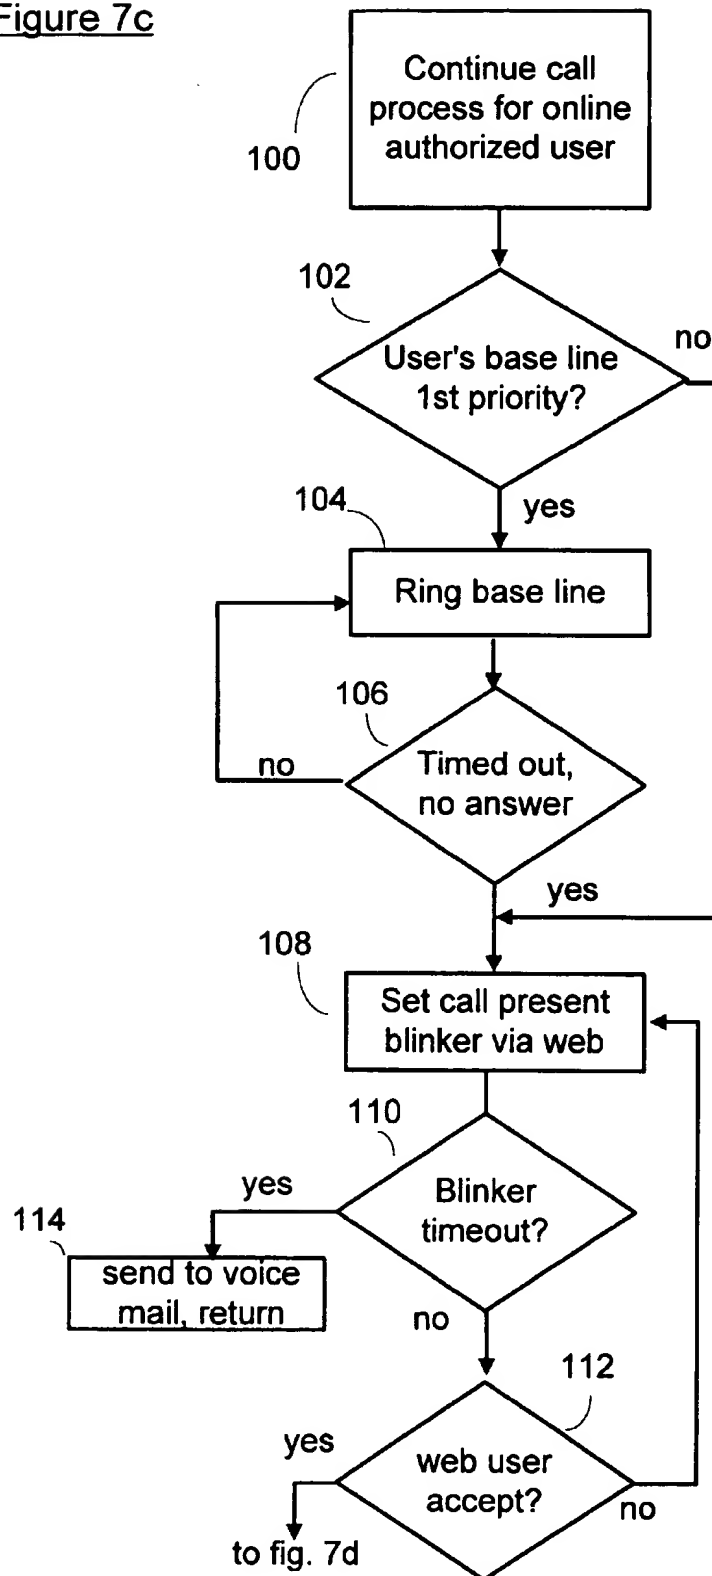 Figure 7c
Continue call
process for online
authorized user
100
102
User's base line
1st priority?
no
yes
104
Ring base line
106
Timed out,
no answer
no
yes
108
Set call present
blinker via web
110
Blinker
timeout?
yes
114
send to voice
mail, return
no
112
web user
accept?
yes
no
to fig. 7d